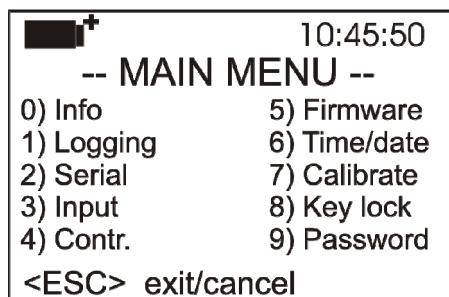 10:45:50
-- MAIN MENU --
0) Info 5) Firmware
1) Logging 6) Time/date
2) Serial 7) Calibrate
3) Input 8) Key lock
4) Contr. 9) Password
<ESC> exit/cancel